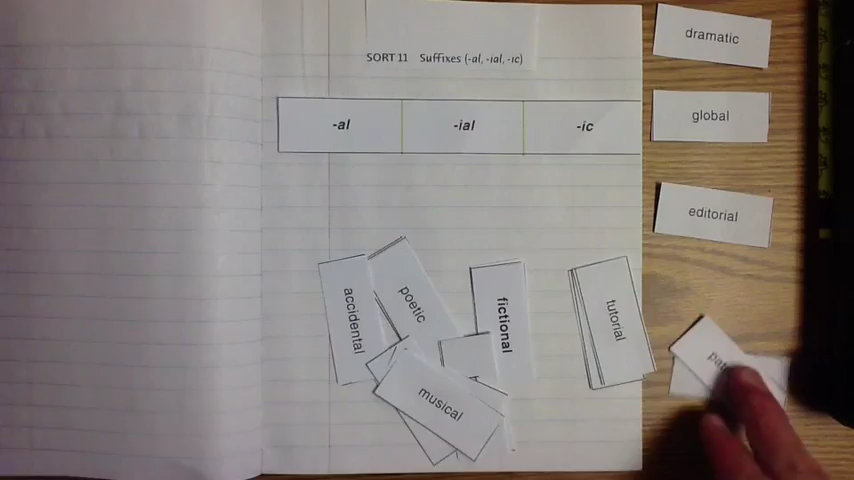 SORT 11 Suffixes (-al, -ial, -ic)
-al -ial -ic
dramatic
global
editorial
accidental
poetic
fictional
tutorial
musical